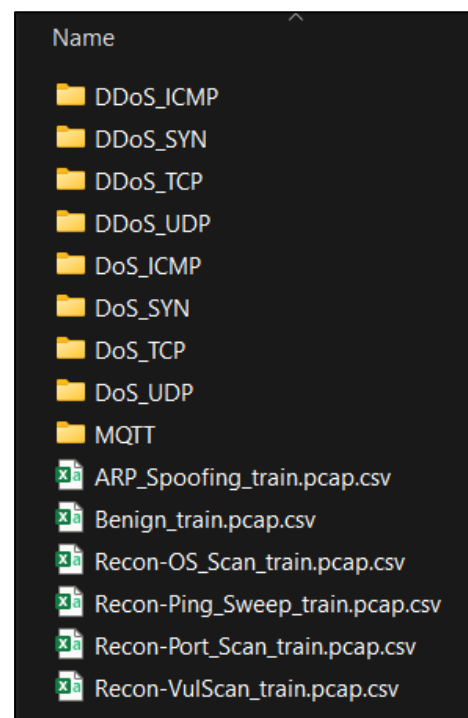 Name
DDoS_ICMP
DDoS_SYN
DDoS_TCP
DDoS_UDP
DoS_ICMP
DoS_SYN
DoS_TCP
DoS_UDP
MQTT
ARP_Spoofing_train.pcap.csv
Benign_train.pcap.csv
Recon-OS_Scan_train.pcap.csv
Recon-Ping_Sweep_train.pcap.csv
Recon-Port_Scan_train.pcap.csv
Recon-VulScan_train.pcap.csv